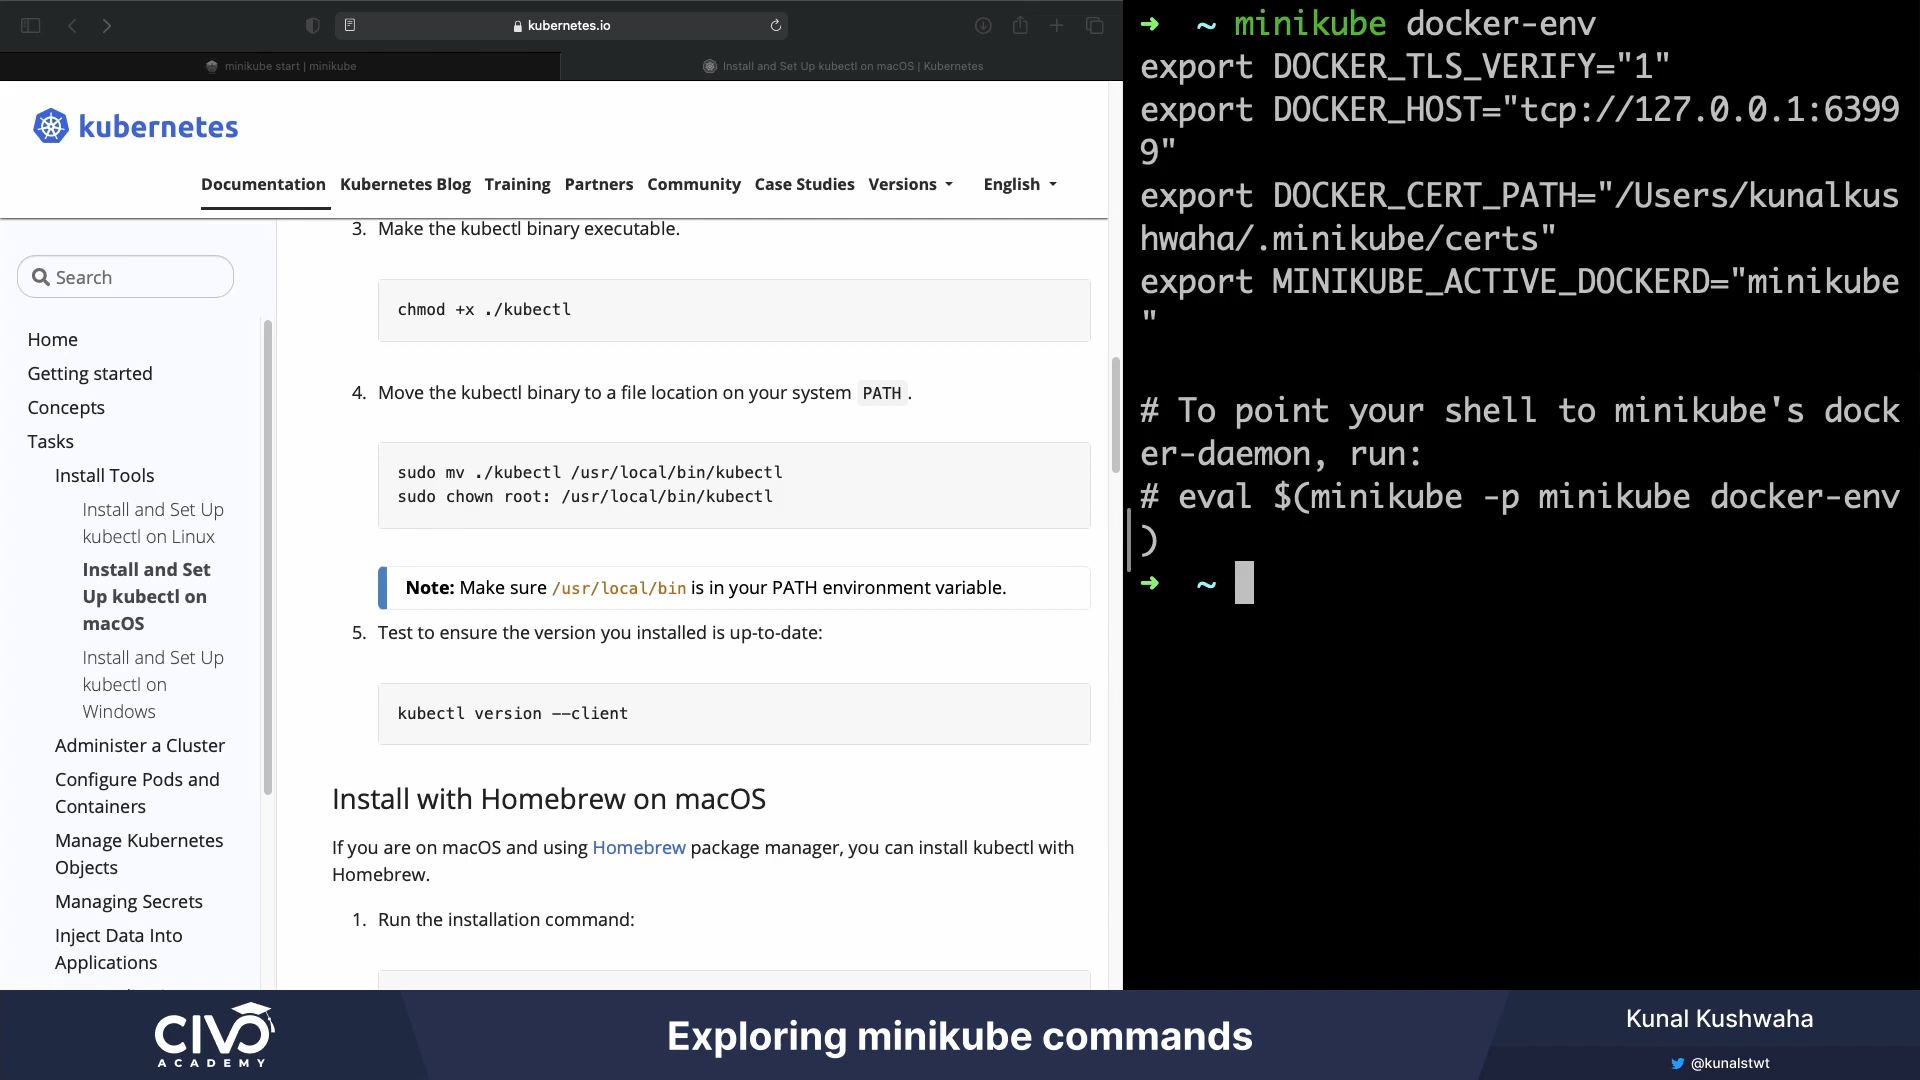 kubernetes.io
minikube start | minikube
Install and Set Up kubectl on macOS | Kubernetes
kubernetes
Documentation Kubernetes Blog Training Partners Community Case Studies Versions English
Search
Home
Getting started
Concepts
Tasks
Install Tools
Install and Set Up
kubectl on Linux
Install and Set
Up kubectl on
macOS
Install and Set Up
kubectl on
Windows
Administer a Cluster
Configure Pods and
Containers
Manage Kubernetes
Objects
Managing Secrets
Inject Data Into
Applications
3. Make the kubectl binary executable.
chmod +x ./kubectl
4. Move the kubectl binary to a file location on your system PATH.
sudo mv ./kubectl /usr/local/bin/kubectl
sudo chown root: /usr/local/bin/kubectl
Note: Make sure /usr/local/bin is in your PATH environment variable.
5. Test to ensure the version you installed is up-to-date:
kubectl version --client
Install with Homebrew on macOS
If you are on macOS and using Homebrew package manager, you can install kubectl with
Homebrew.
1. Run the installation command:
➜ ~ minikube docker-env
export DOCKER_TLS_VERIFY="1"
export DOCKER_HOST="tcp://127.0.0.1:6399
9"
export DOCKER_CERT_PATH="/Users/kunalkus
hwaha/.minikube/certs"
export MINIKUBE_ACTIVE_DOCKERD="minikube
"
# To point your shell to minikube's dock
er-daemon, run:
# eval $(minikube -p minikube docker-env
)
➜ ~
CIVO
ACADEMY
Exploring minikube commands
Kunal Kushwaha
@kunalstwt